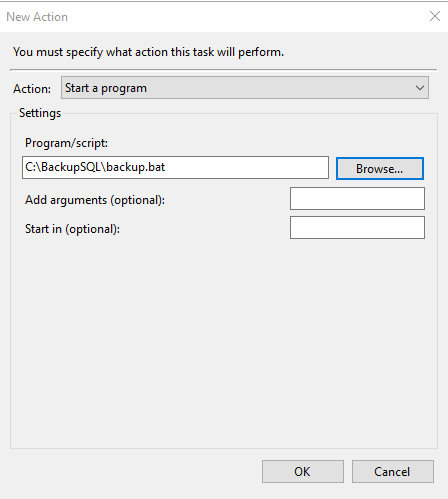 New Action
You must specify what action this task will perform.
Action: Start a program
Settings
Program/script:
C:\BackupSQL\backup.bat Browse...
Add arguments (optional):
Start in (optional):
OK Cancel